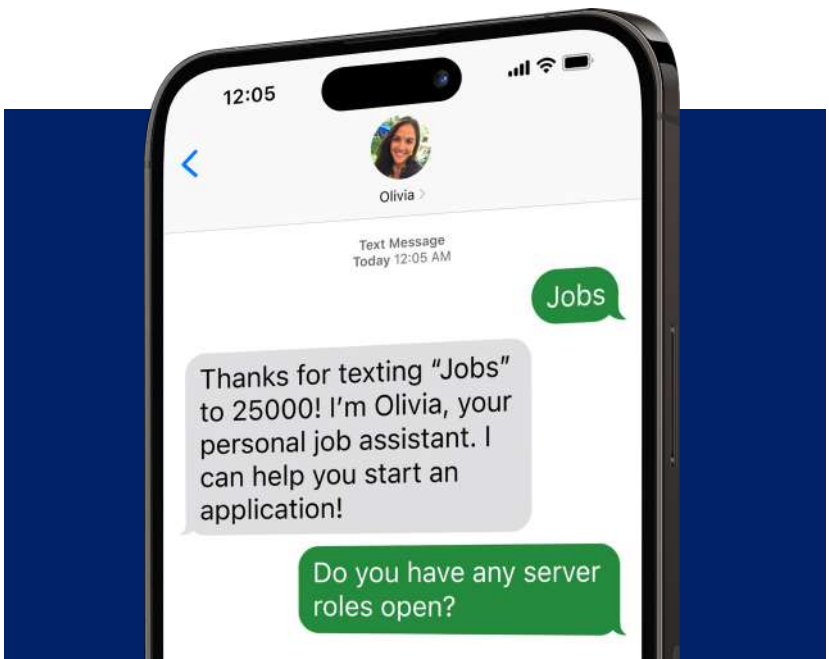 12:05
Olivia
Text Message
Today 12:05 AM
Jobs
Thanks for texting “Jobs”
to 25000! I’m Olivia, your
personal job assistant. I
can help you start an
application!
Do you have any server
roles open?